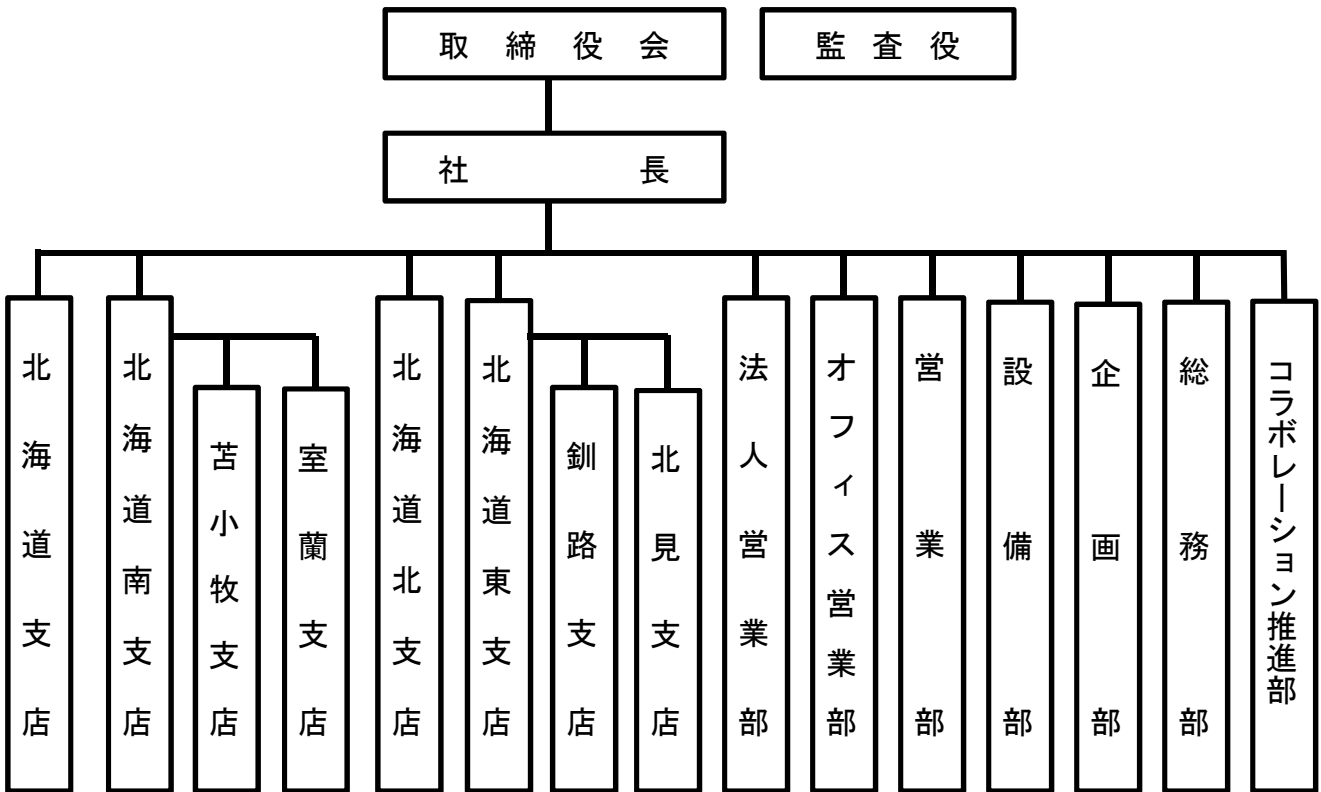 取締役会
監査役
社長
北海道支店
北海道南支店
苫小牧支店
室蘭支店
北海道北支店
北海道東支店
釧路支店
北見支店
法人営業部
オフィス営業部
営業部
設備部
企画部
総務部
コラボレーション推進部